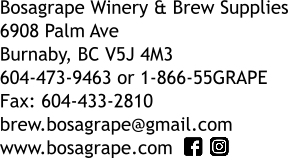 Bosagrape Winery & Brew Supplies
6908 Palm Ave
Burnaby, BC V5J 4M3
604-473-9463 or 1-866-55GRAPE
Fax: 604-433-2810
brew.bosagrape@gmail.com
www.bosagrape.com